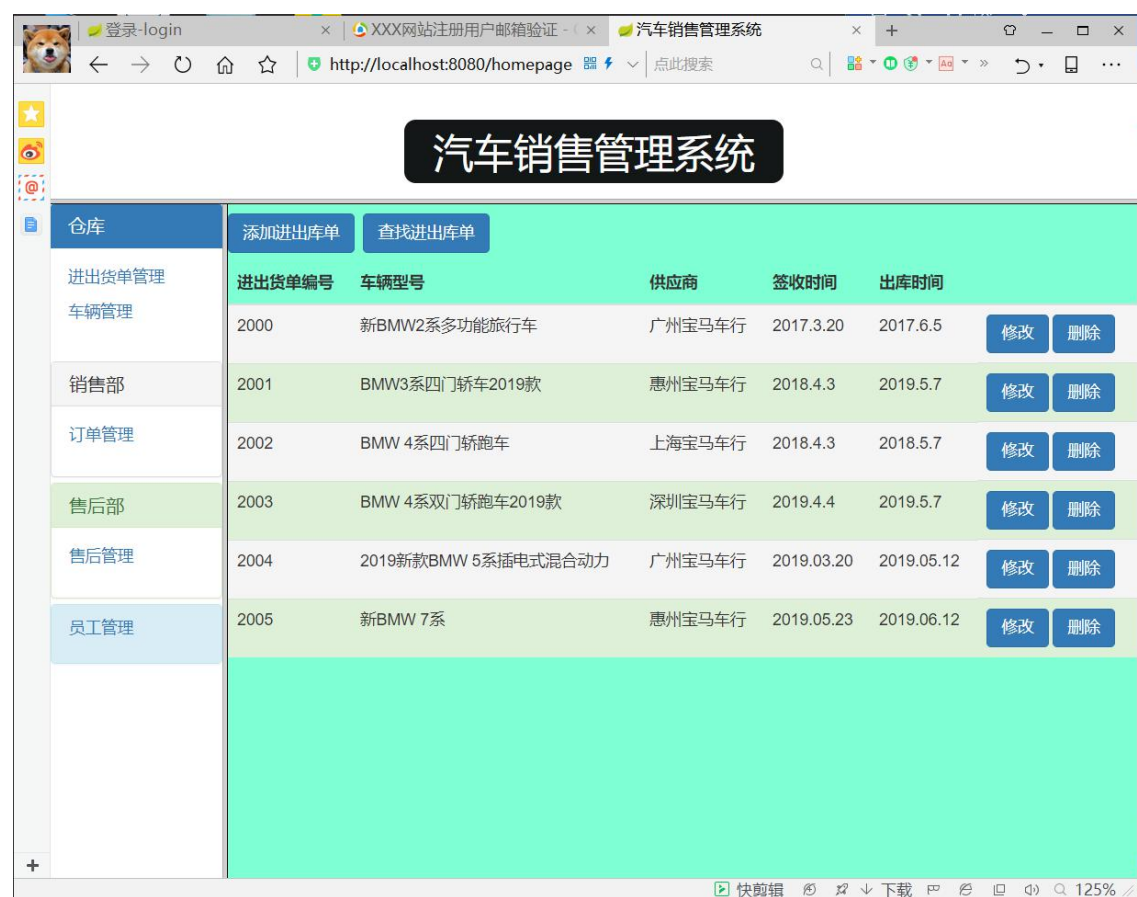 登录-login
XXX网站注册用户邮箱验证 -
汽车销售管理系统
http://localhost:8080/homepage
点此搜索
汽车销售管理系统
仓库
进出货单管理
车辆管理
销售部
订单管理
售后部
售后管理
员工管理
添加进出库单 查找进出库单
进出货单编号 车辆型号 供应商 签收时间 出库时间
2000 新BMW2系多功能旅行车 广州宝马车行 2017.3.20 2017.6.5 修改 删除
2001 BMW3系四门轿车2019款 惠州宝马车行 2018.4.3 2019.5.7 修改 删除
2002 BMW 4系四门轿跑车 上海宝马车行 2018.4.3 2018.5.7 修改 删除
2003 BMW 4系双门轿跑车2019款 深圳宝马车行 2019.4.4 2019.5.7 修改 删除
2004 2019新款BMW 5系插电式混合动力 广州宝马车行 2019.03.20 2019.05.12 修改 删除
2005 新BMW 7系 惠州宝马车行 2019.05.23 2019.06.12 修改 删除
快剪辑 下载 125%